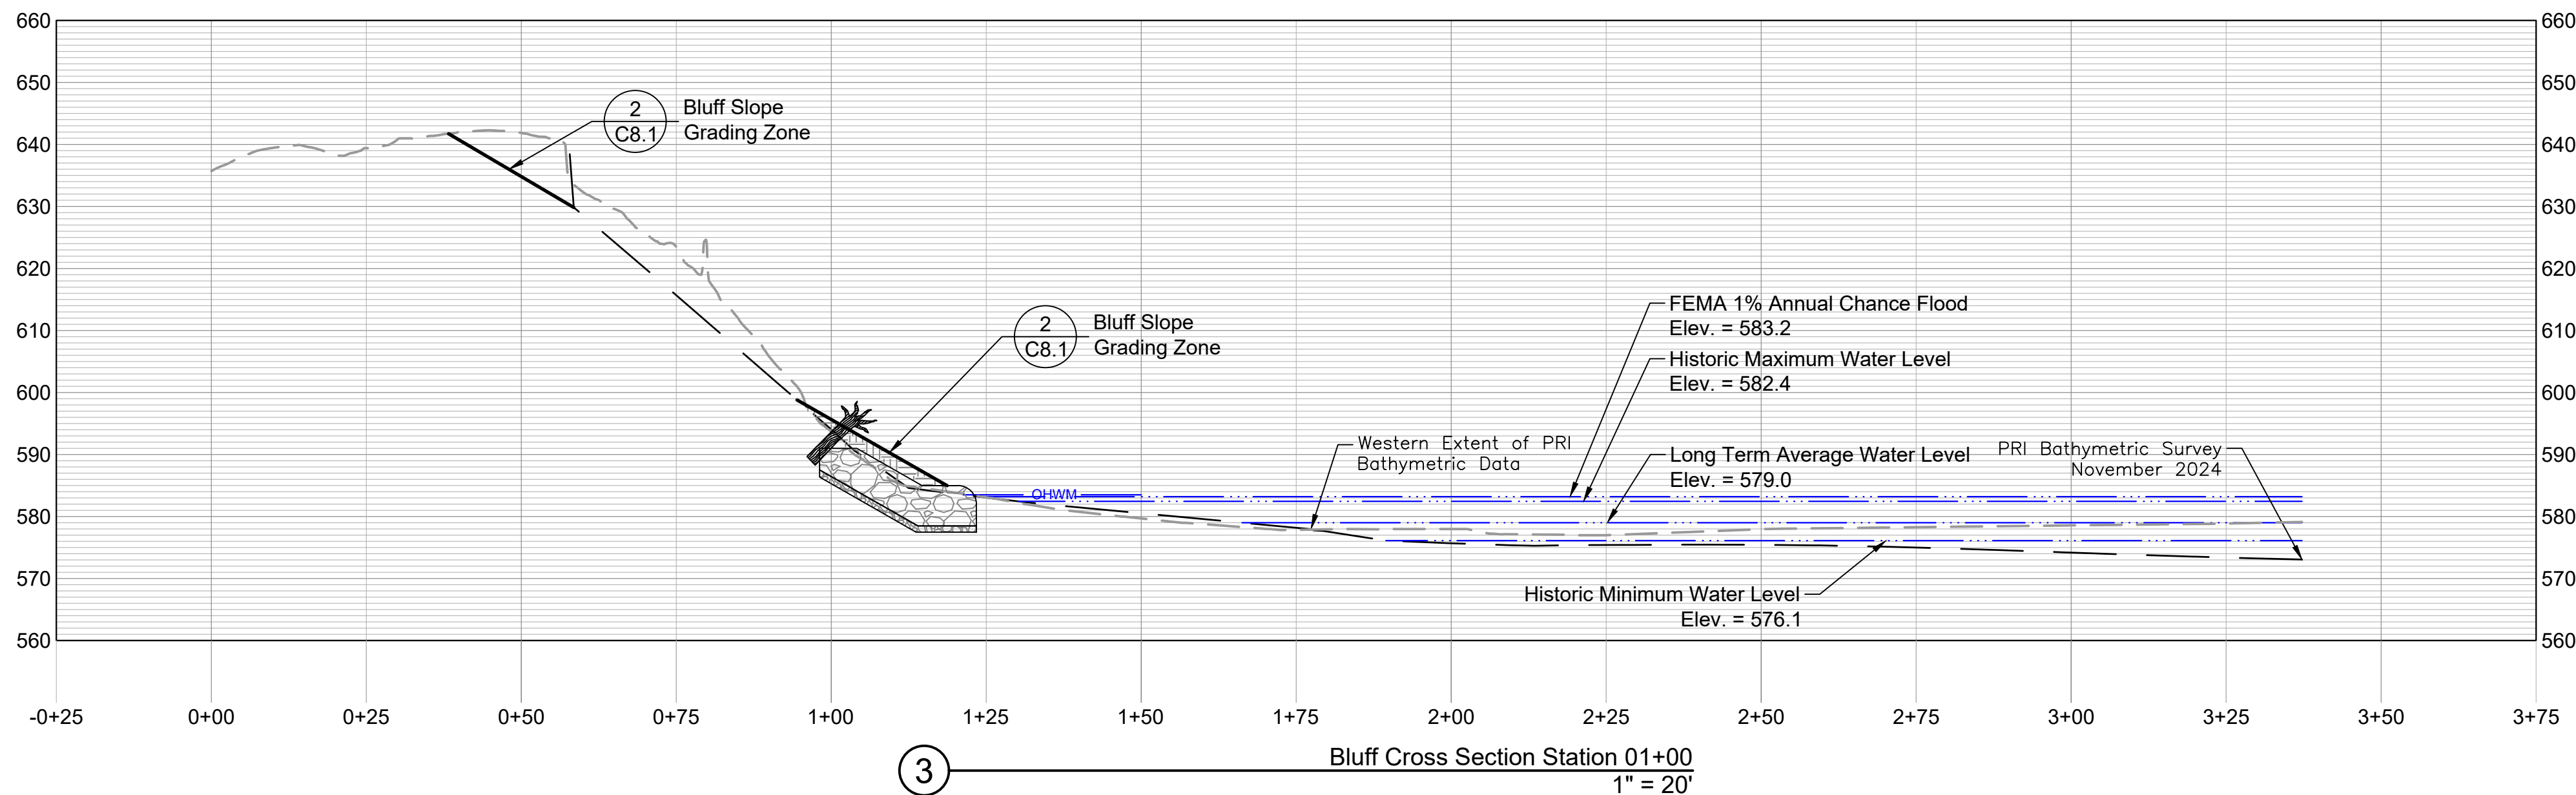 660
660
650
650
2
C8.1
Bluff Slope
Grading Zone
640
640
630
630
620
620
2
C8.1
Bluff Slope
Grading Zone
FEMA 1% Annual Chance Flood
Elev. = 583.2
610
610
Historic Maximum Water Level
Elev. = 582.4
600
600
Western Extent of PRI
Bathymetric Data
Long Term Average Water Level
Elev. = 579.0
PRI Bathymetric Survey
November 2024
590
590
OHWM
580
580
570
570
Historic Minimum Water Level
Elev. = 576.1
560
560
-0+25
0+00
0+25
0+50
0+75
1+00
1+25
1+50
1+75
2+00
2+25
2+50
2+75
3+00
3+25
3+50
3+75
3
Bluff Cross Section Station 01+00
1" = 20'